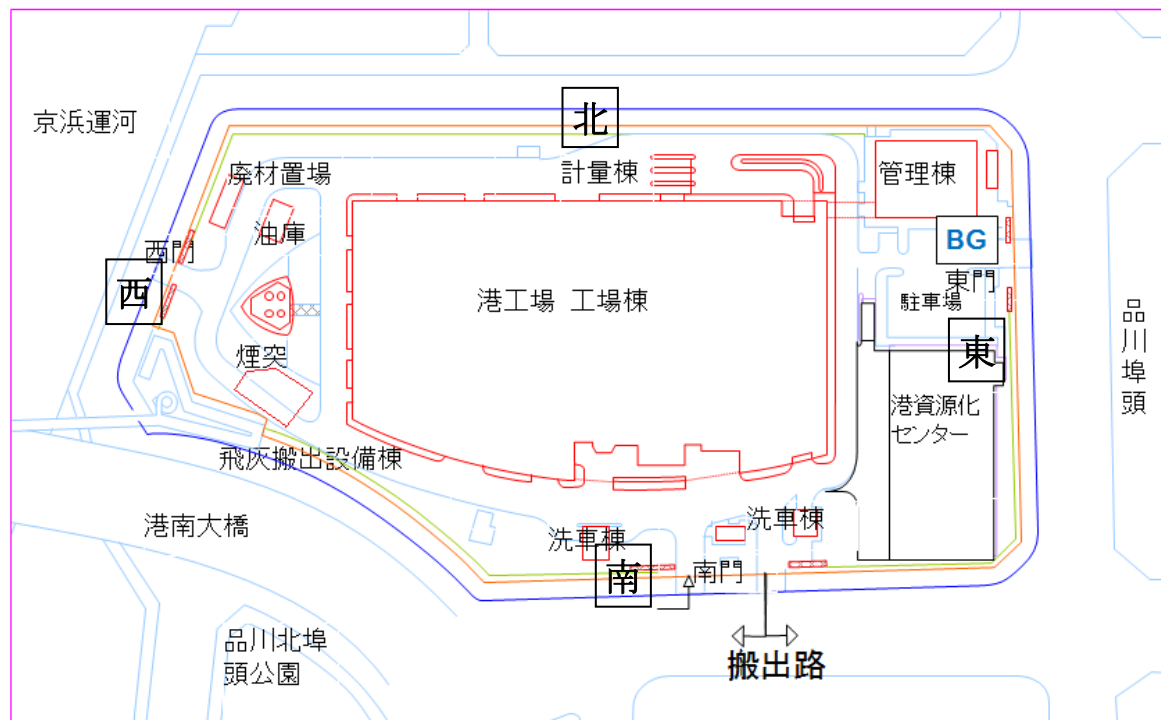 北
京浜運河
廃材置場
計量棟
管理棟
油庫
BG
西門
西
東門
港工場 工場棟
駐車場
品川埠頭
東
煙突
港資源化
センター
飛灰搬出設備棟
港南大橋
洗車棟
洗車棟
南
南門
品川北埠
頭公園
搬出路